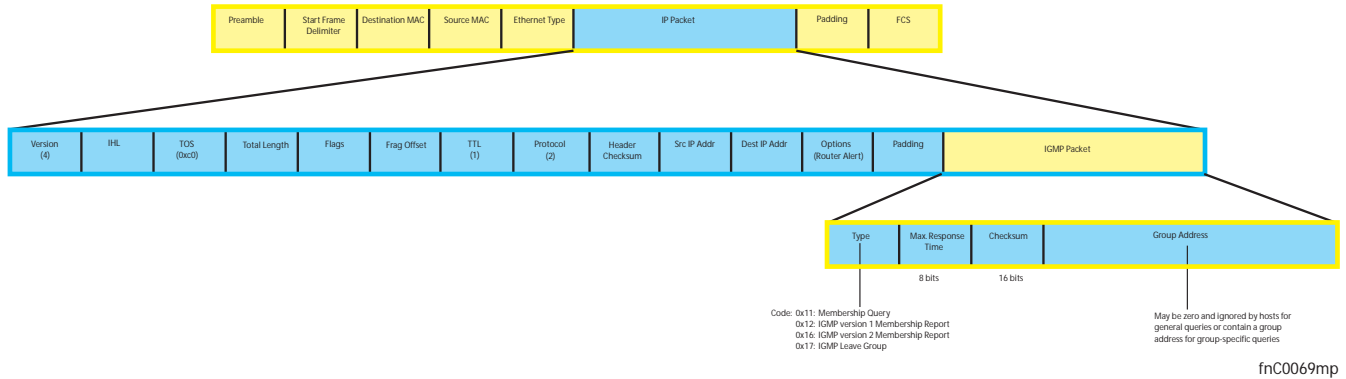 Preamble
Start Frame
Delimiter
Destination MAC
Source MAC
Ethernet Type
IP Packet
Padding
FCS
Version
(4)
IHL
TOS
(0xc0)
Total Length
Flags
Frag Offset
TTL
(1)
Protocol
(2)
Header
Checksum
Src IP Addr
Dest IP Addr
Options
(Router Alert)
Padding
IGMP Packet
Type
Max. Response
Time
Checksum
Group Address
8 bits
16 bits
Code: 0x11: Membership Query
0x12: IGMP version 1 Membership Report
0x16: IGMP version 2 Membership Report
0x17: IGMP Leave Group
May be zero and ignored by hosts for
general queries or contain a group
address for group-specific queries
fnC0069mp